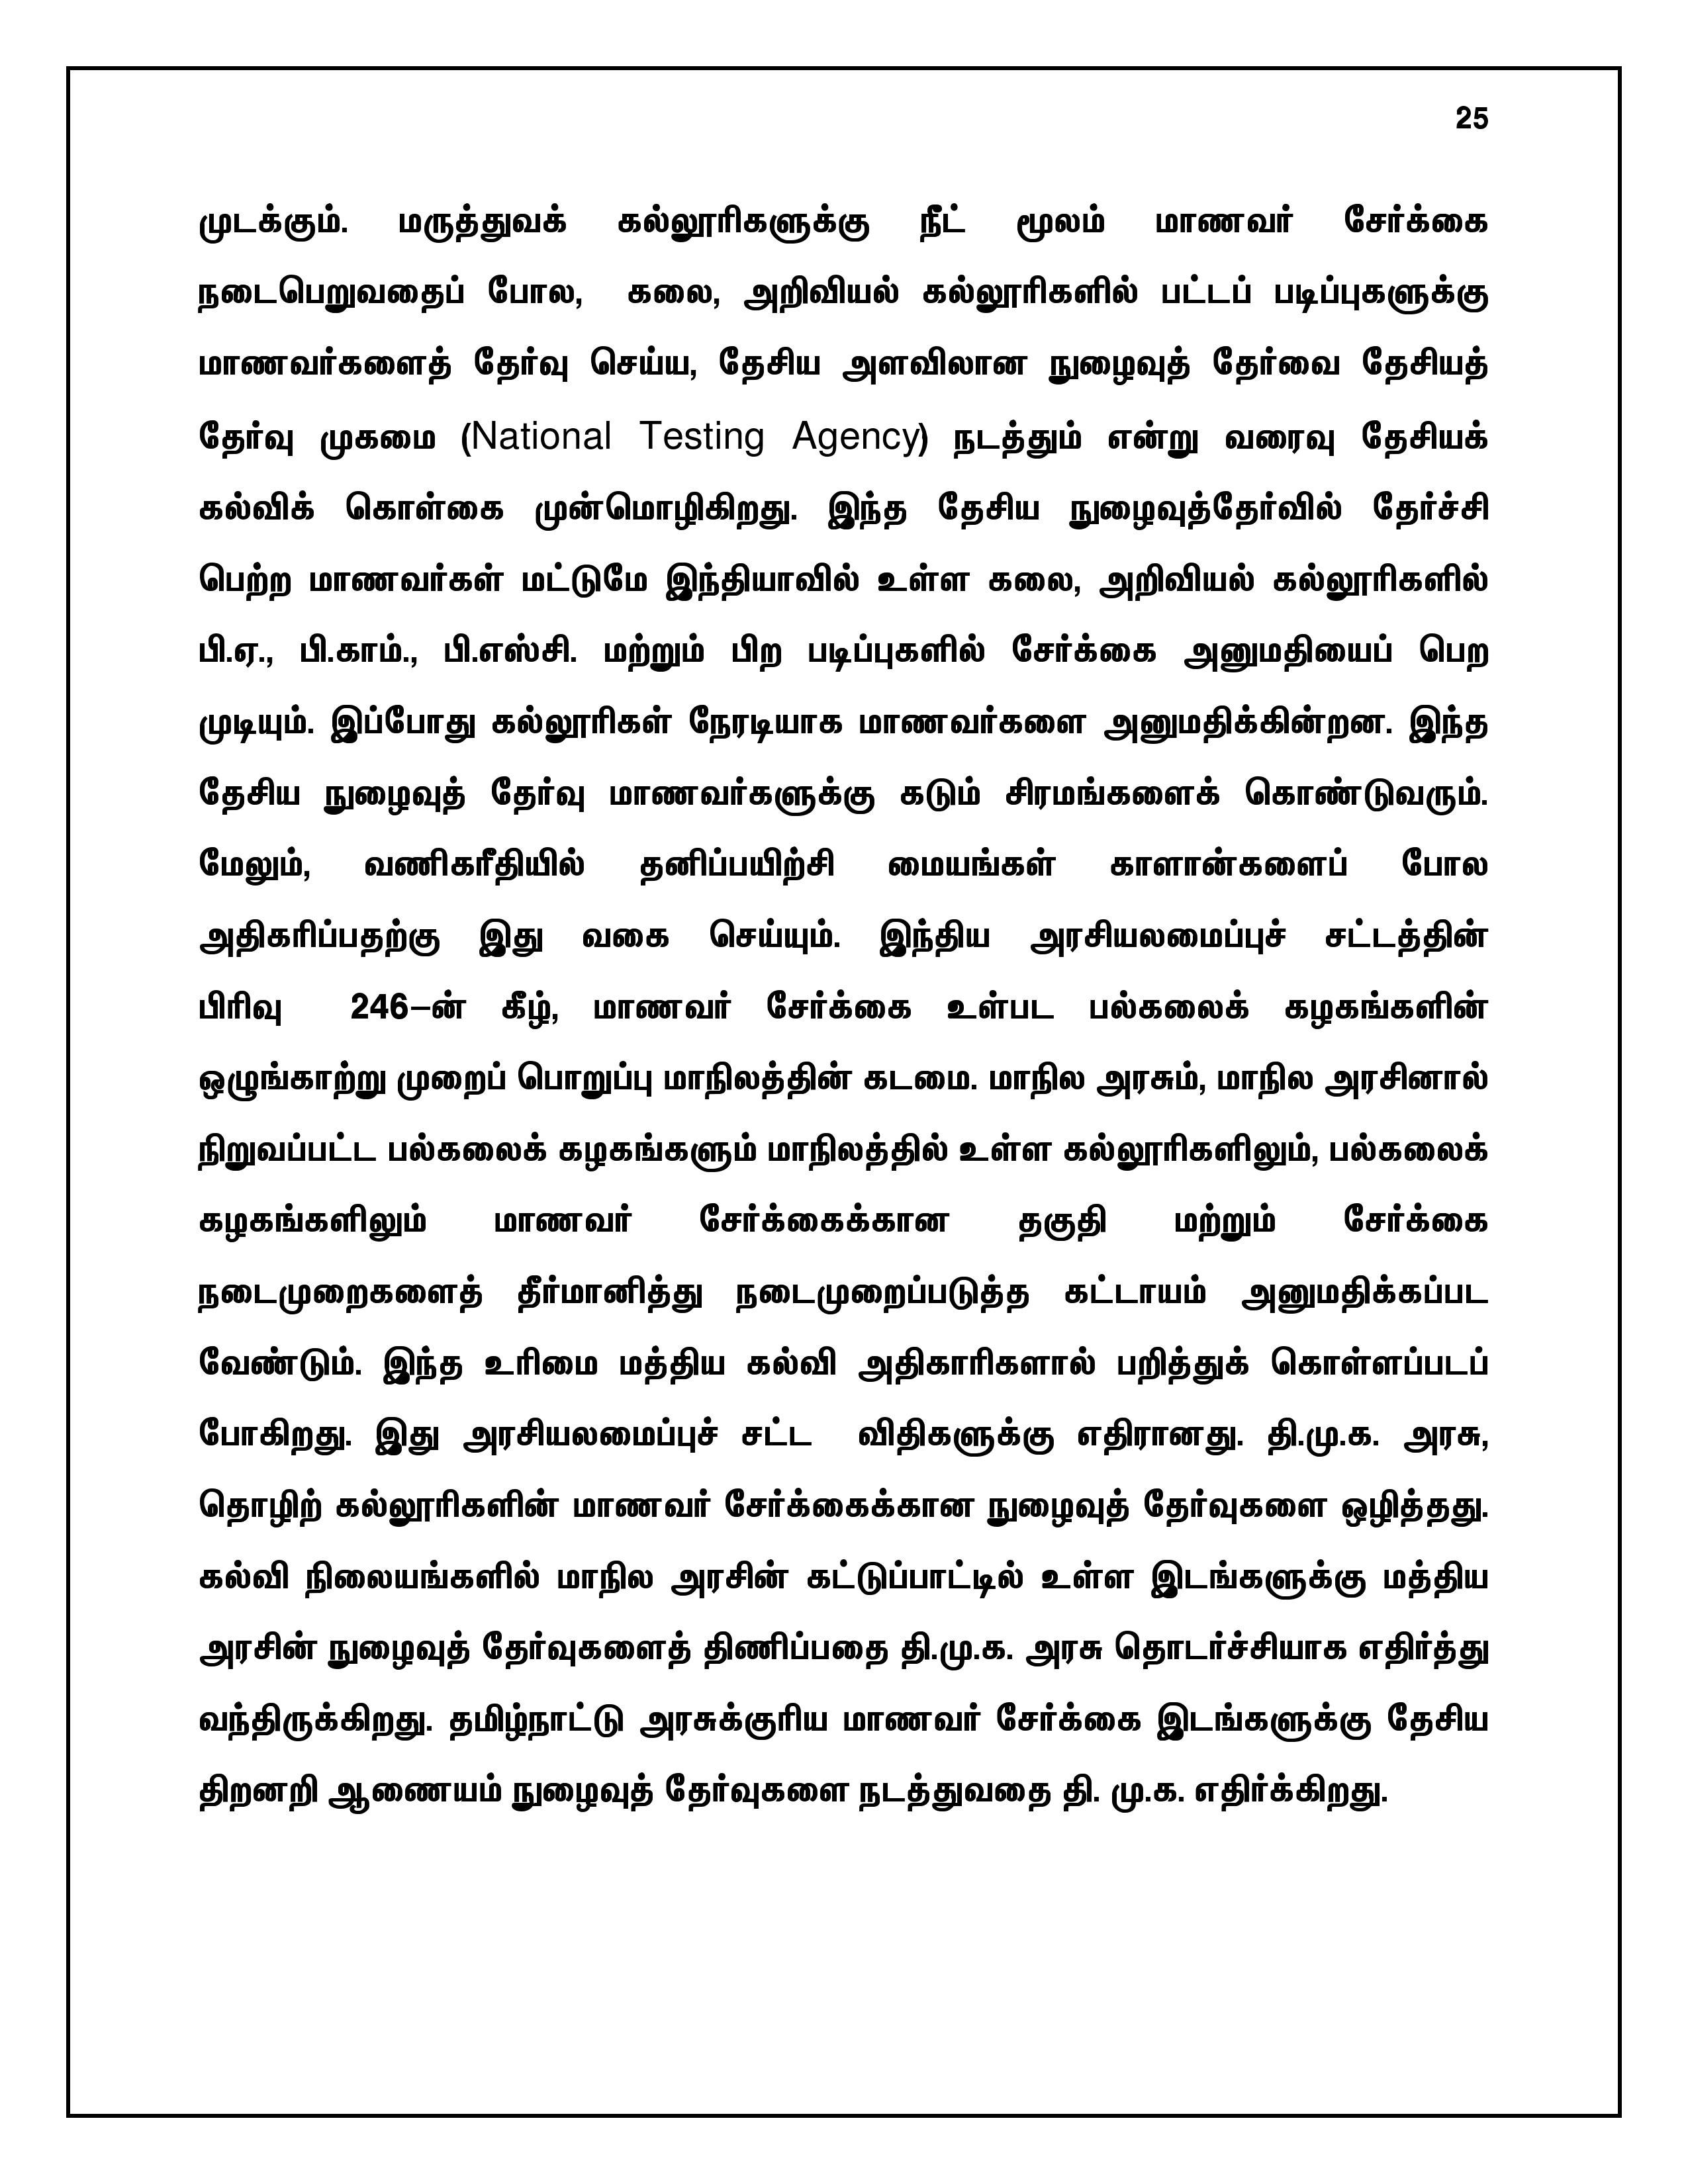 25
முடக்கும். மருத்துவக் கல்லூரிகளுக்கு நீட் மூலம் மாணவர் சேர்க்கை
நடைபெறுவதைப் போல, கலை, அறிவியல் கல்லூரிகளில் பட்டப் படிப்புகளுக்கு
மாணவர்களைத் தேர்வு செய்ய, தேசிய அளவிலான நுழைவுத் தேர்வை தேசியத்
தேர்வு முகமை (National Testing Agency) நடத்தும் என்று வரைவு தேசியக்
கல்விக் கொள்கை முன்மொழிகிறது. இந்த தேசிய நுழைவுத்தேர்வில் தேர்ச்சி
பெற்ற மாணவர்கள் மட்டுமே இந்தியாவில் உள்ள கலை, அறிவியல் கல்லூரிகளில்
பி.ஏ., பி.காம்., பி.எஸ்சி. மற்றும் பிற படிப்புகளில் சேர்க்கை அனுமதியைப் பெற
முடியும். இப்போது கல்லூரிகள் நேரடியாக மாணவர்களை அனுமதிக்கின்றன. இந்த
தேசிய நுழைவுத் தேர்வு மாணவர்களுக்கு கடும் சிரமங்களைக் கொண்டுவரும்.
மேலும், வணிகரீதியில் தனிப்பயிற்சி மையங்கள் காளான்களைப் போல
அதிகரிப்பதற்கு இது வகை செய்யும். இந்திய அரசியலமைப்புச் சட்டத்தின்
பிரிவு 246–ன் கீழ், மாணவர் சேர்க்கை உள்பட பல்கலைக் கழகங்களின்
ஒழுங்காற்று முறைப் பொறுப்பு மாநிலத்தின் கடமை. மாநில அரசும், மாநில அரசினால்
நிறுவப்பட்ட பல்கலைக் கழகங்களும் மாநிலத்தில் உள்ள கல்லூரிகளிலும், பல்கலைக்
கழகங்களிலும் மாணவர் சேர்க்கைக்கான தகுதி மற்றும் சேர்க்கை
நடைமுறைகளைத் தீர்மானித்து நடைமுறைப்படுத்த கட்டாயம் அனுமதிக்கப்பட
வேண்டும். இந்த உரிமை மத்திய கல்வி அதிகாரிகளால் பறித்துக் கொள்ளப்படப்
போகிறது. இது அரசியலமைப்புச் சட்ட விதிகளுக்கு எதிரானது. தி.மு.க. அரசு,
தொழிற் கல்லூரிகளின் மாணவர் சேர்க்கைக்கான நுழைவுத் தேர்வுகளை ஒழித்தது.
கல்வி நிலையங்களில் மாநில அரசின் கட்டுப்பாட்டில் உள்ள இடங்களுக்கு மத்திய
அரசின் நுழைவுத் தேர்வுகளைத் திணிப்பதை தி.மு.க. அரசு தொடர்ச்சியாக எதிர்த்து
வந்திருக்கிறது. தமிழ்நாட்டு அரசுக்குரிய மாணவர் சேர்க்கை இடங்களுக்கு தேசிய
திறனறி ஆணையம் நுழைவுத் தேர்வுகளை நடத்துவதை தி. மு.க. எதிர்க்கிறது.